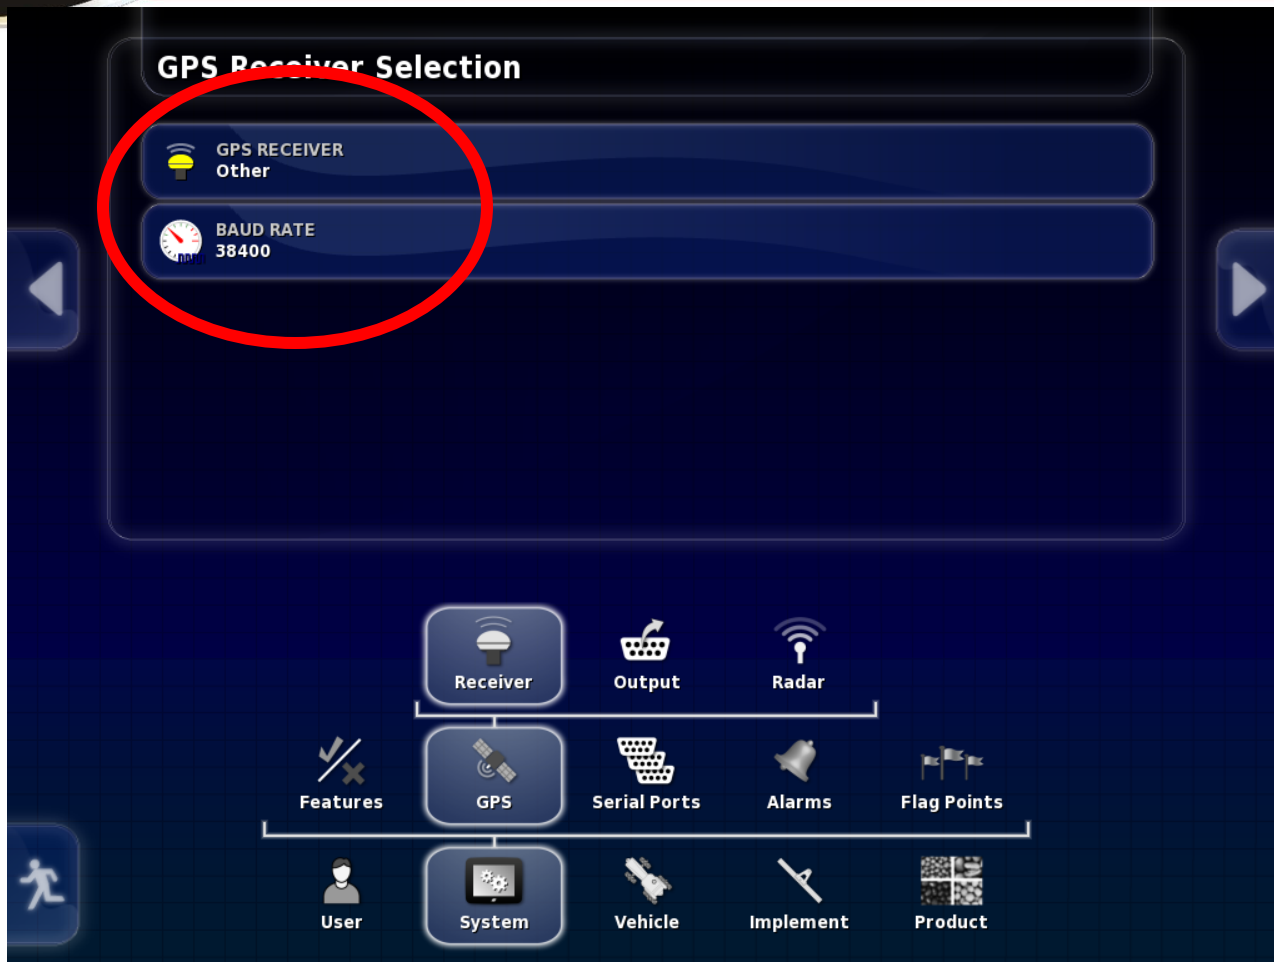 GPS Receiver Selection
GPS RECEIVER
Other
BAUD RATE
38400
Receiver
Output
Radar
Features
GPS
Serial Ports
Alarms
Flag Points
User
System
Vehicle
Implement
Product